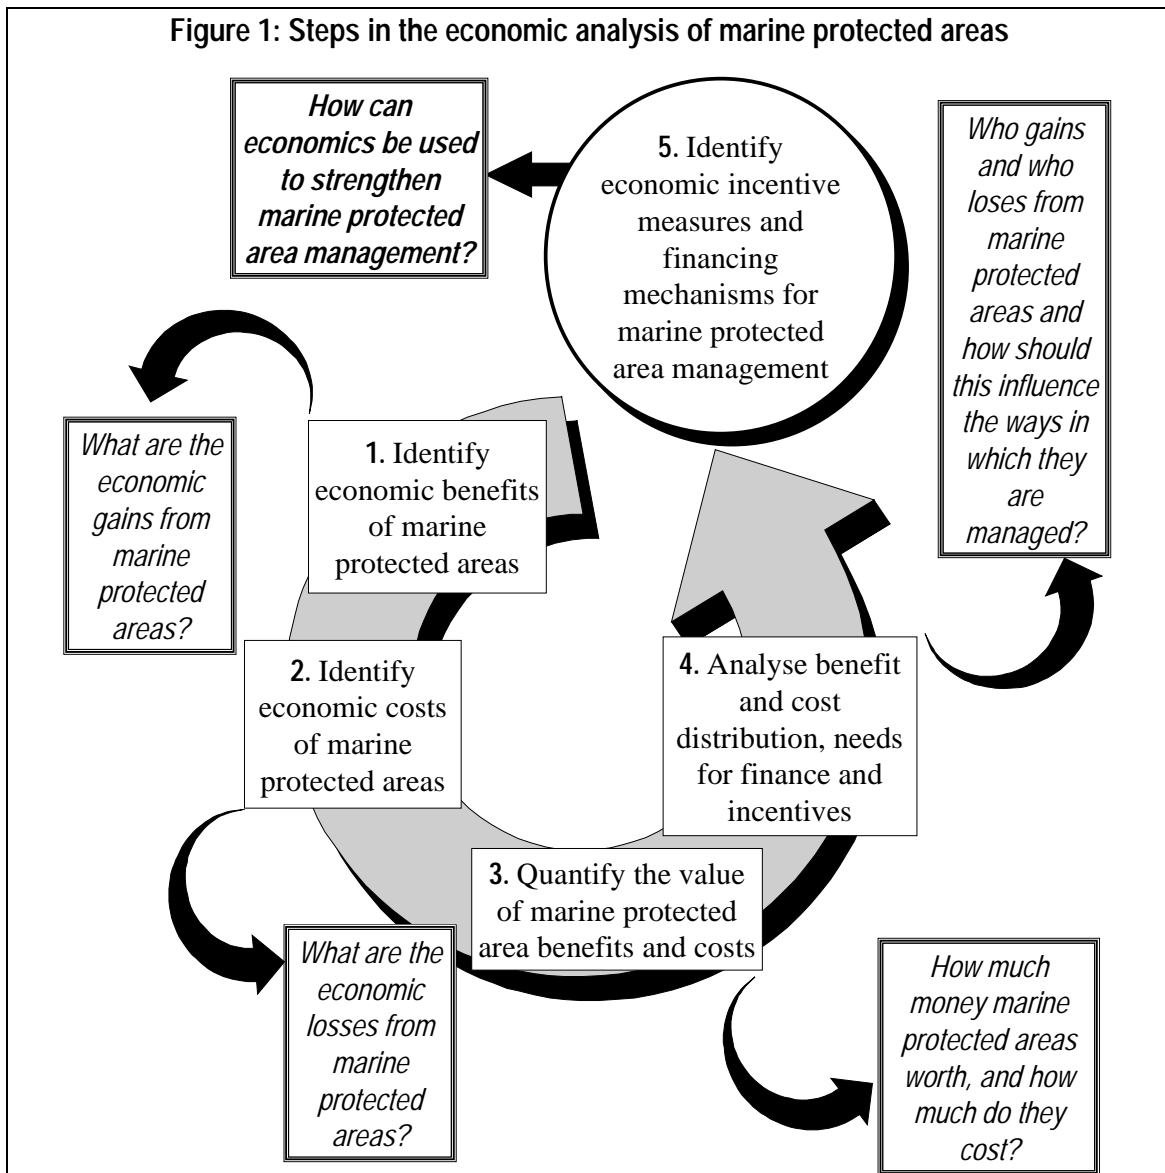 Figure 1: Steps in the economic analysis of marine protected areas
How can
economics be used
to strengthen
marine protected
area management?
5. Identify
economic incentive
measures and
financing
mechanisms for
marine protected
area management
Who gains
and who
loses from
marine
protected
areas and
how should
this influence
the ways in
which they
are
managed?
What are the
economic
gains from
marine
protected
areas?
1. Identify
economic benefits
of marine
protected areas
2. Identify
economic costs
of marine
protected areas
4. Analyse benefit
and cost
distribution, needs
for finance and
incentives
3. Quantify the value
of marine protected
area benefits and costs
What are the
economic
losses from
marine
protected
areas?
How much
money marine
protected areas
worth, and how
much do they
cost?